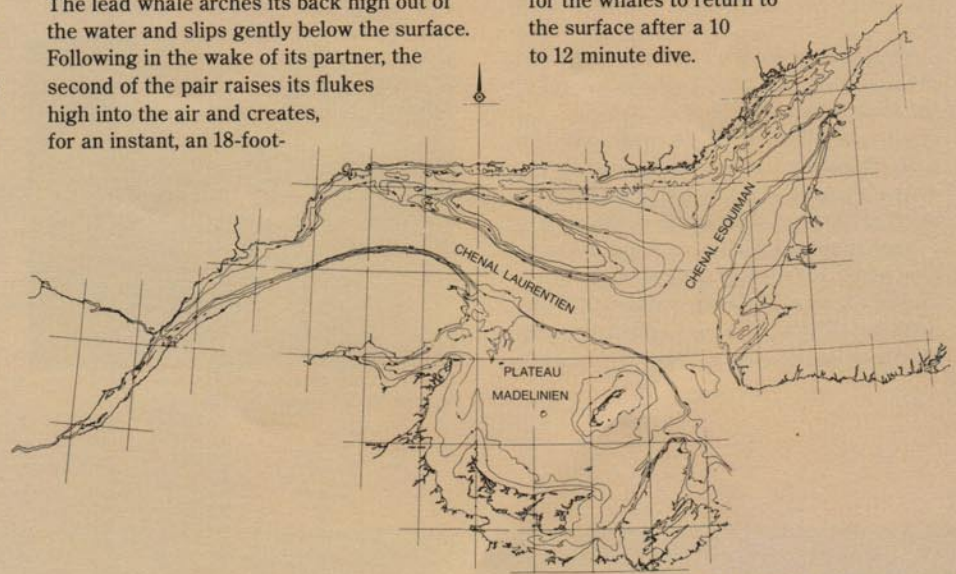 The lead whale arches its back high out of
the water and slips gently below the surface.
Following in the wake of its partner, the
second of the pair raises its flukes
high into the air and creates,
for an instant, an 18-foot-
for the whales to return to
the surface after a 10
to 12 minute dive.
CHENAL LAURENTIEN
CHENAL ESQUIMAN
PLATEAU
MADELINIEN